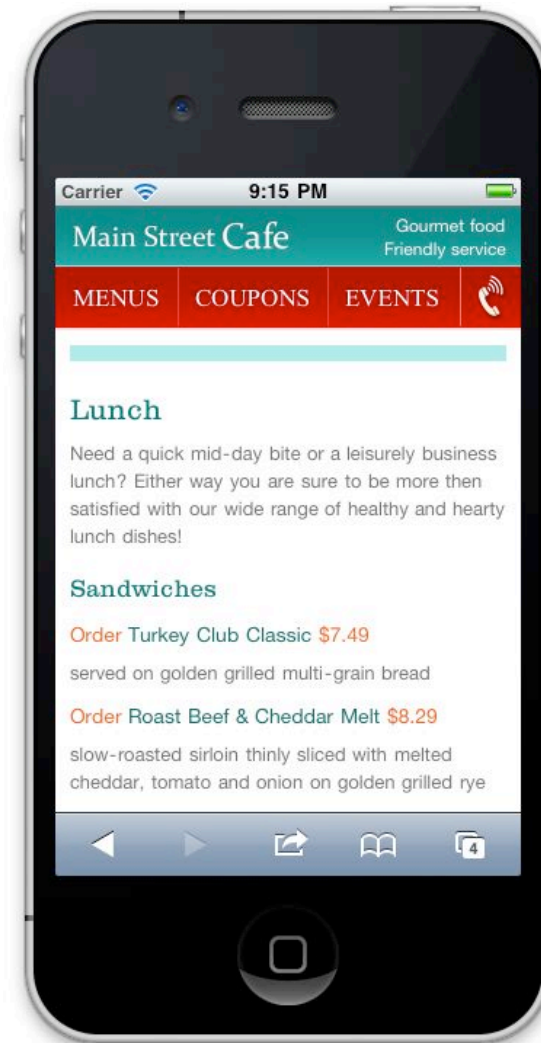 Carrier 9:15 PM
Main Street Cafe
Gourmet food
Friendly service
MENUS COUPONS EVENTS
Lunch
Need a quick mid-day bite or a leisurely business
lunch? Either way you are sure to be more then
satisfied with our wide range of healthy and hearty
lunch dishes!
Sandwiches
Order Turkey Club Classic $7.49
served on golden grilled multi-grain bread
Order Roast Beef & Cheddar Melt $8.29
slow-roasted sirloin thinly sliced with melted
cheddar, tomato and onion on golden grilled rye
4